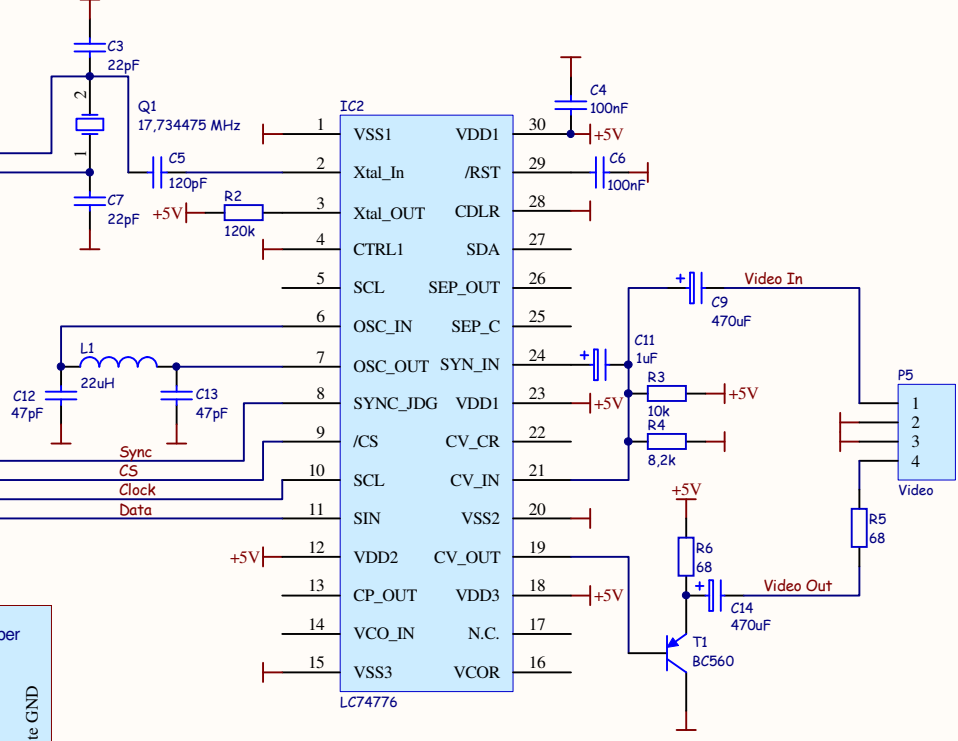 C3
22pF
2
Q1
17,734475 MHz
1
C5
120pF
C7
22pF
+5V
R2
120k
L1
22uH
C12
47pF
C13
47pF
Sync
CS
Clock
Data
+5V
IC2
1 VSS1
2 Xtal_In
3 Xtal_OUT
4 CTRL1
5 SCL
6 OSC_IN
7 OSC_OUT
8 SYNC_JDG
9 /CS
10 SCL
11 SIN
12 VDD2
13 CP_OUT
14 VCO_IN
15 VSS3
VDD1 30
/RST 29
CDLR 28
SDA 27
SEP_OUT 26
SEP_C 25
SYN_IN 24
VDD1 23
CV_CR 22
CV_IN 21
VSS2 20
CV_OUT 19
VDD3 18
N.C. 17
VCOR 16
LC74776
C4
100nF
+5V
C6
100nF
+
C9
470uF
Video In
+
C11
1uF
+5V
R3
10k
+5V
R4
8,2k
P5
1
2
3
4
Video
R5
68
+5V
R6
68
+
C14
470uF
Video Out
+5V
T1
BC560
ber
te GND